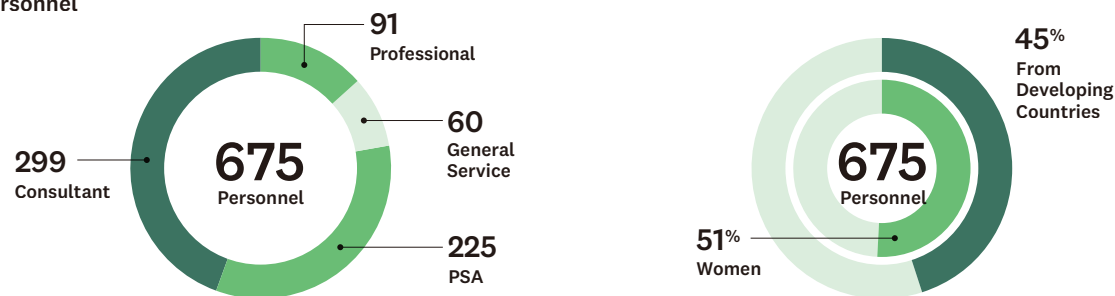 rsonnel
91
Professional
60
General
Service
299
Consultant
675
Personnel
225
PSA
45%
From
Developing
Countries
675
Personnel
51%
Women